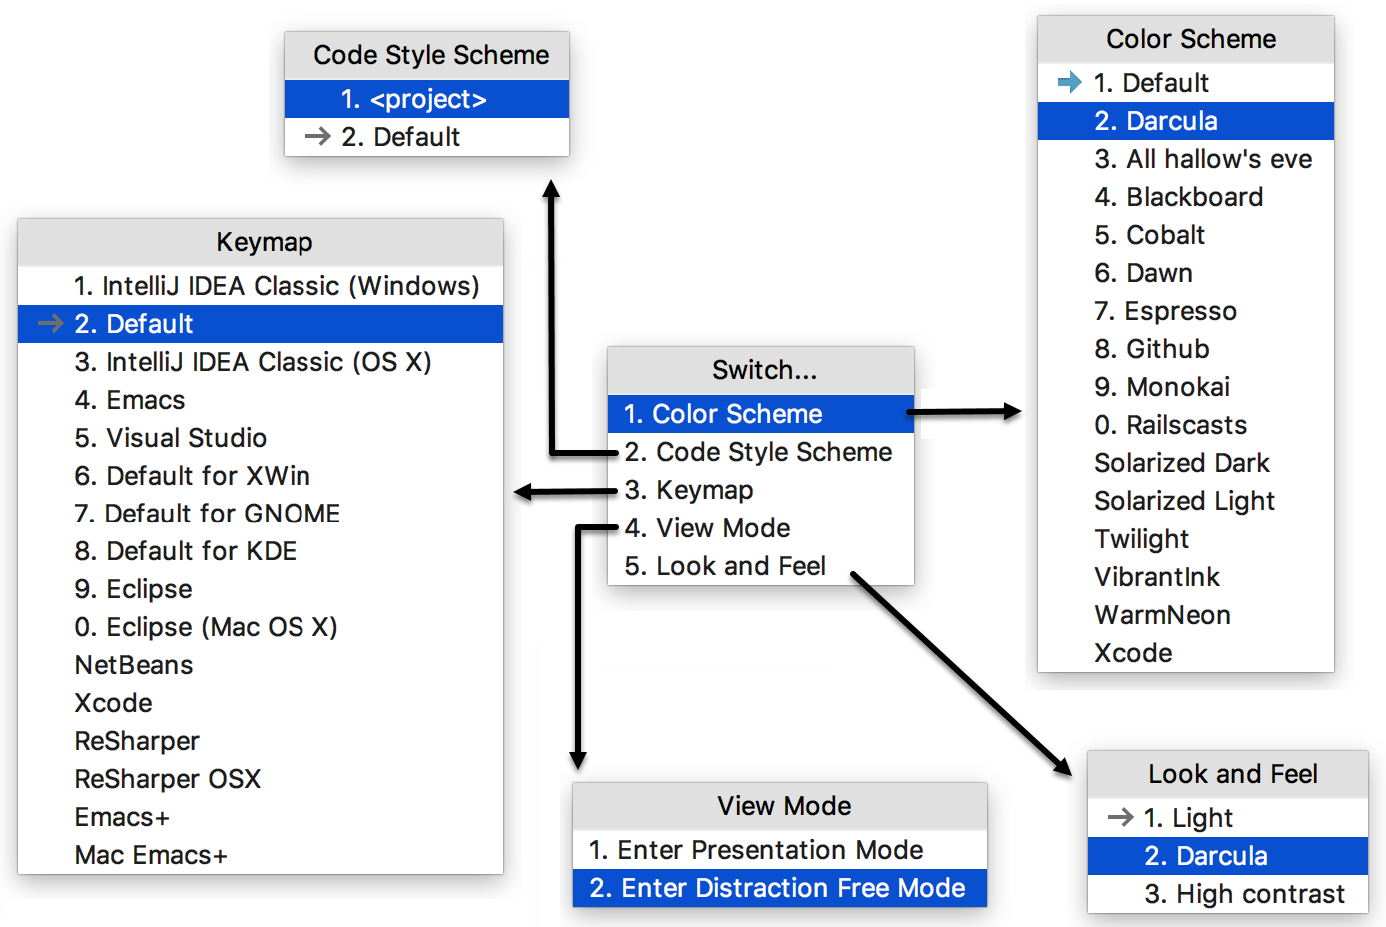 Code Style Scheme
1. <project>
2. Default
Color Scheme
1. Default
2. Darcula
3. All hallow's eve
4. Blackboard
5. Cobalt
6. Dawn
7. Espresso
8. Github
9. Monokai
0. Railscasts
Solarized Dark
Solarized Light
Twilight
VibrantInk
WarmNeon
Xcode
Keymap
1. IntelliJ IDEA Classic (Windows)
2. Default
3. IntelliJ IDEA Classic (OS X)
4. Emacs
5. Visual Studio
6. Default for XWin
7. Default for GNOME
8. Default for KDE
9. Eclipse
0. Eclipse (Mac OS X)
NetBeans
Xcode
ReSharper
ReSharper OSX
Emacs+
Mac Emacs+
Switch...
1. Color Scheme
2. Code Style Scheme
3. Keymap
4. View Mode
5. Look and Feel
View Mode
1. Enter Presentation Mode
2. Enter Distraction Free Mode
Look and Feel
1. Light
2. Darcula
3. High contrast